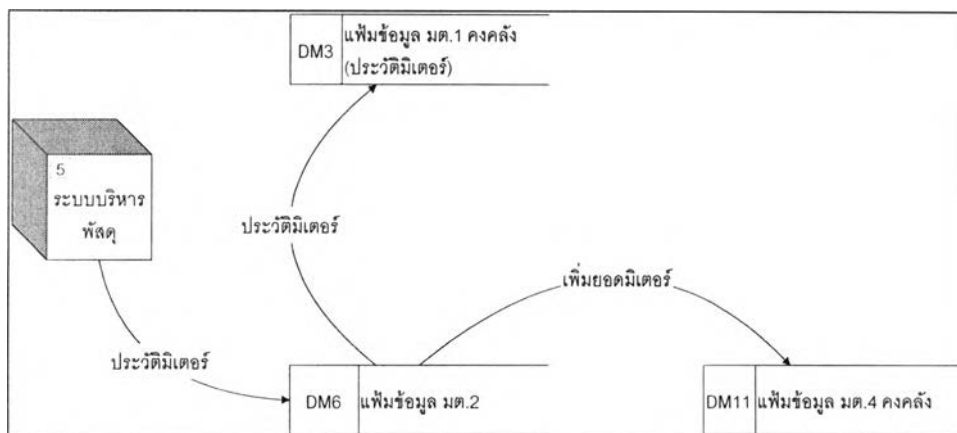 DM3
แฟ้มข้อมูล มต.1 คงคลัง
(ประวัติมิเตอร์)
5
ระบบบริหาร
พัสดุ
ประวัติมิเตอร์
เพิ่มยอดมิเตอร์
ประวัติมิเตอร์
DM6
แฟ้มข้อมูล มต.2
DM11
แฟ้มข้อมูล มต.4 คงคลัง